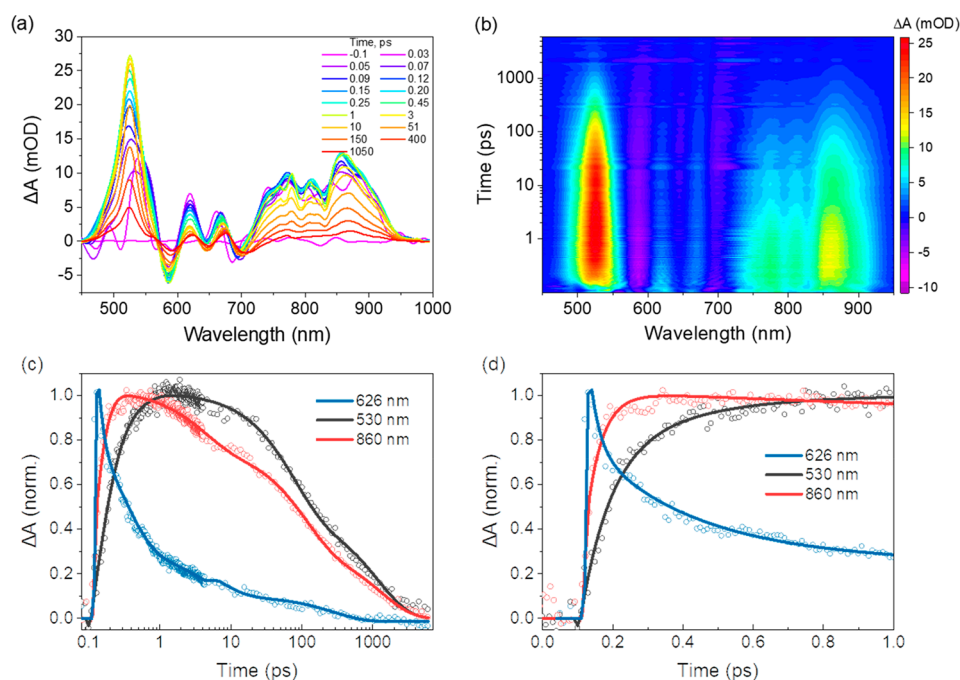 (a)
ΔA (mOD)
30
25
20
15
10
5
0
-5
Time, ps
-0.1 0.03
0.05 0.07
0.09 0.12
0.15 0.20
0.25 0.45
1 3
10 51
150 400
1050
500 600 700 800 900 1000
Wavelength (nm)
(b)
Time (ps)
1000
100
10
1
500 600 700 800 900
Wavelength (nm)
ΔA (mOD)
25
20
15
10
5
0
-5
-10
(c)
ΔA (norm.)
1.0
0.8
0.6
0.4
0.2
0.0
626 nm
530 nm
860 nm
0.1 1 10 100 1000
Time (ps)
(d)
ΔA (norm.)
1.0
0.8
0.6
0.4
0.2
0.0
626 nm
530 nm
860 nm
0.0 0.2 0.4 0.6 0.8 1.0
Time (ps)